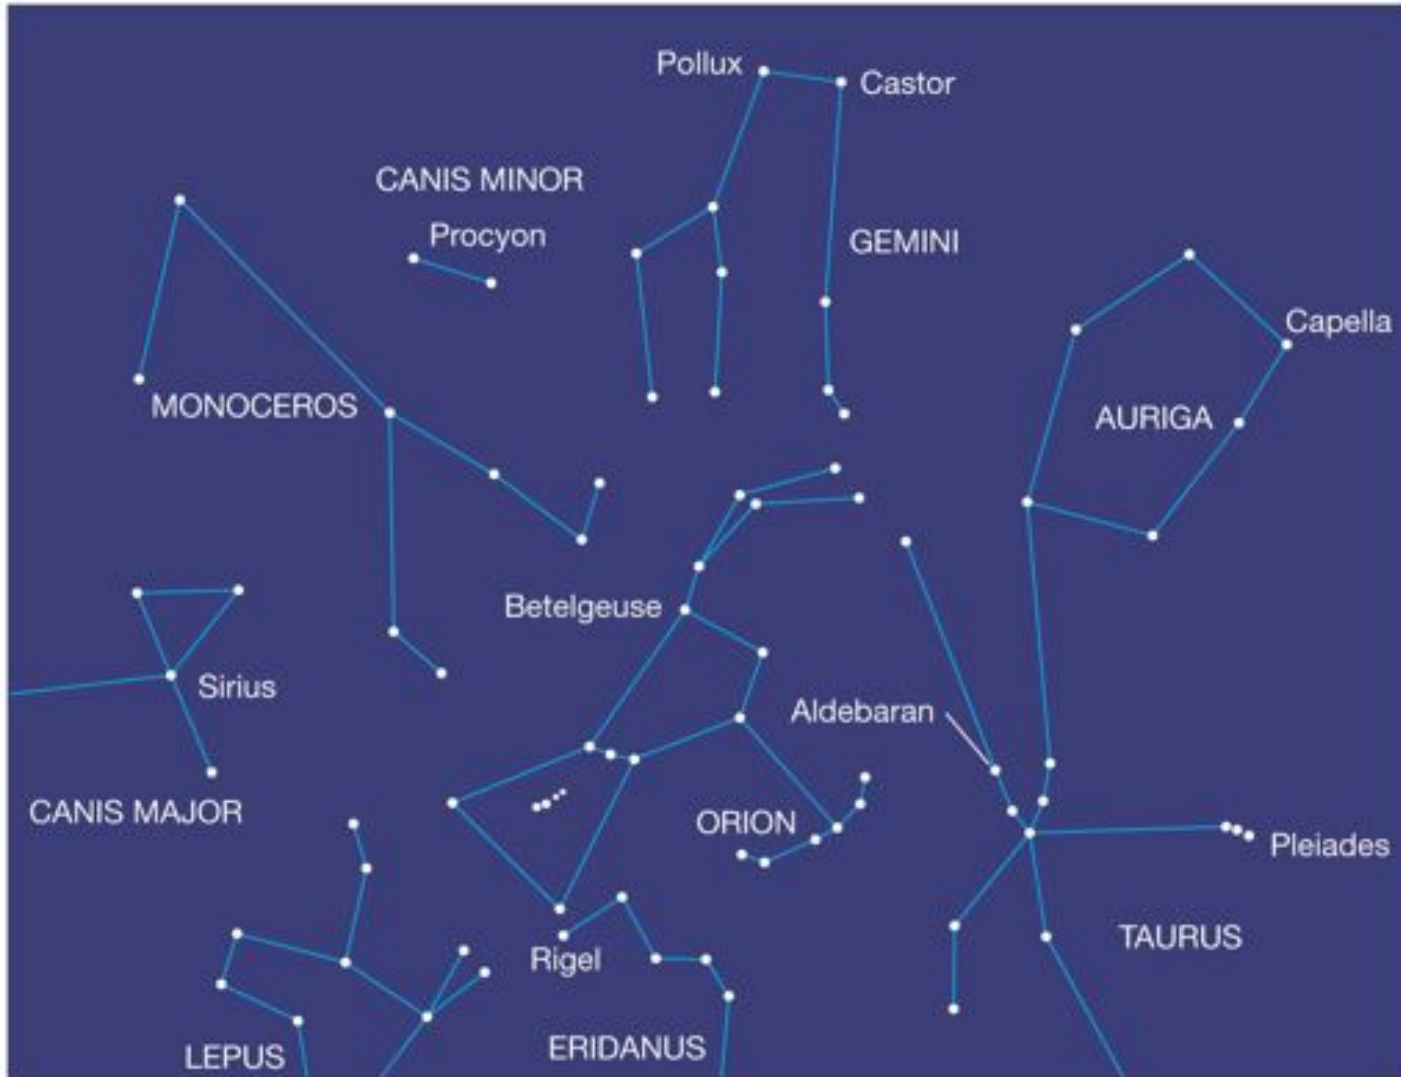 Pollux
Castor
CANIS MINOR
Procyon
GEMINI
Capella
MONOCEROS
AURIGA
Betelgeuse
Sirius
Aldebaran
CANIS MAJOR
ORION
Pleiades
TAURUS
Rigel
LEPUS
ERIDANUS